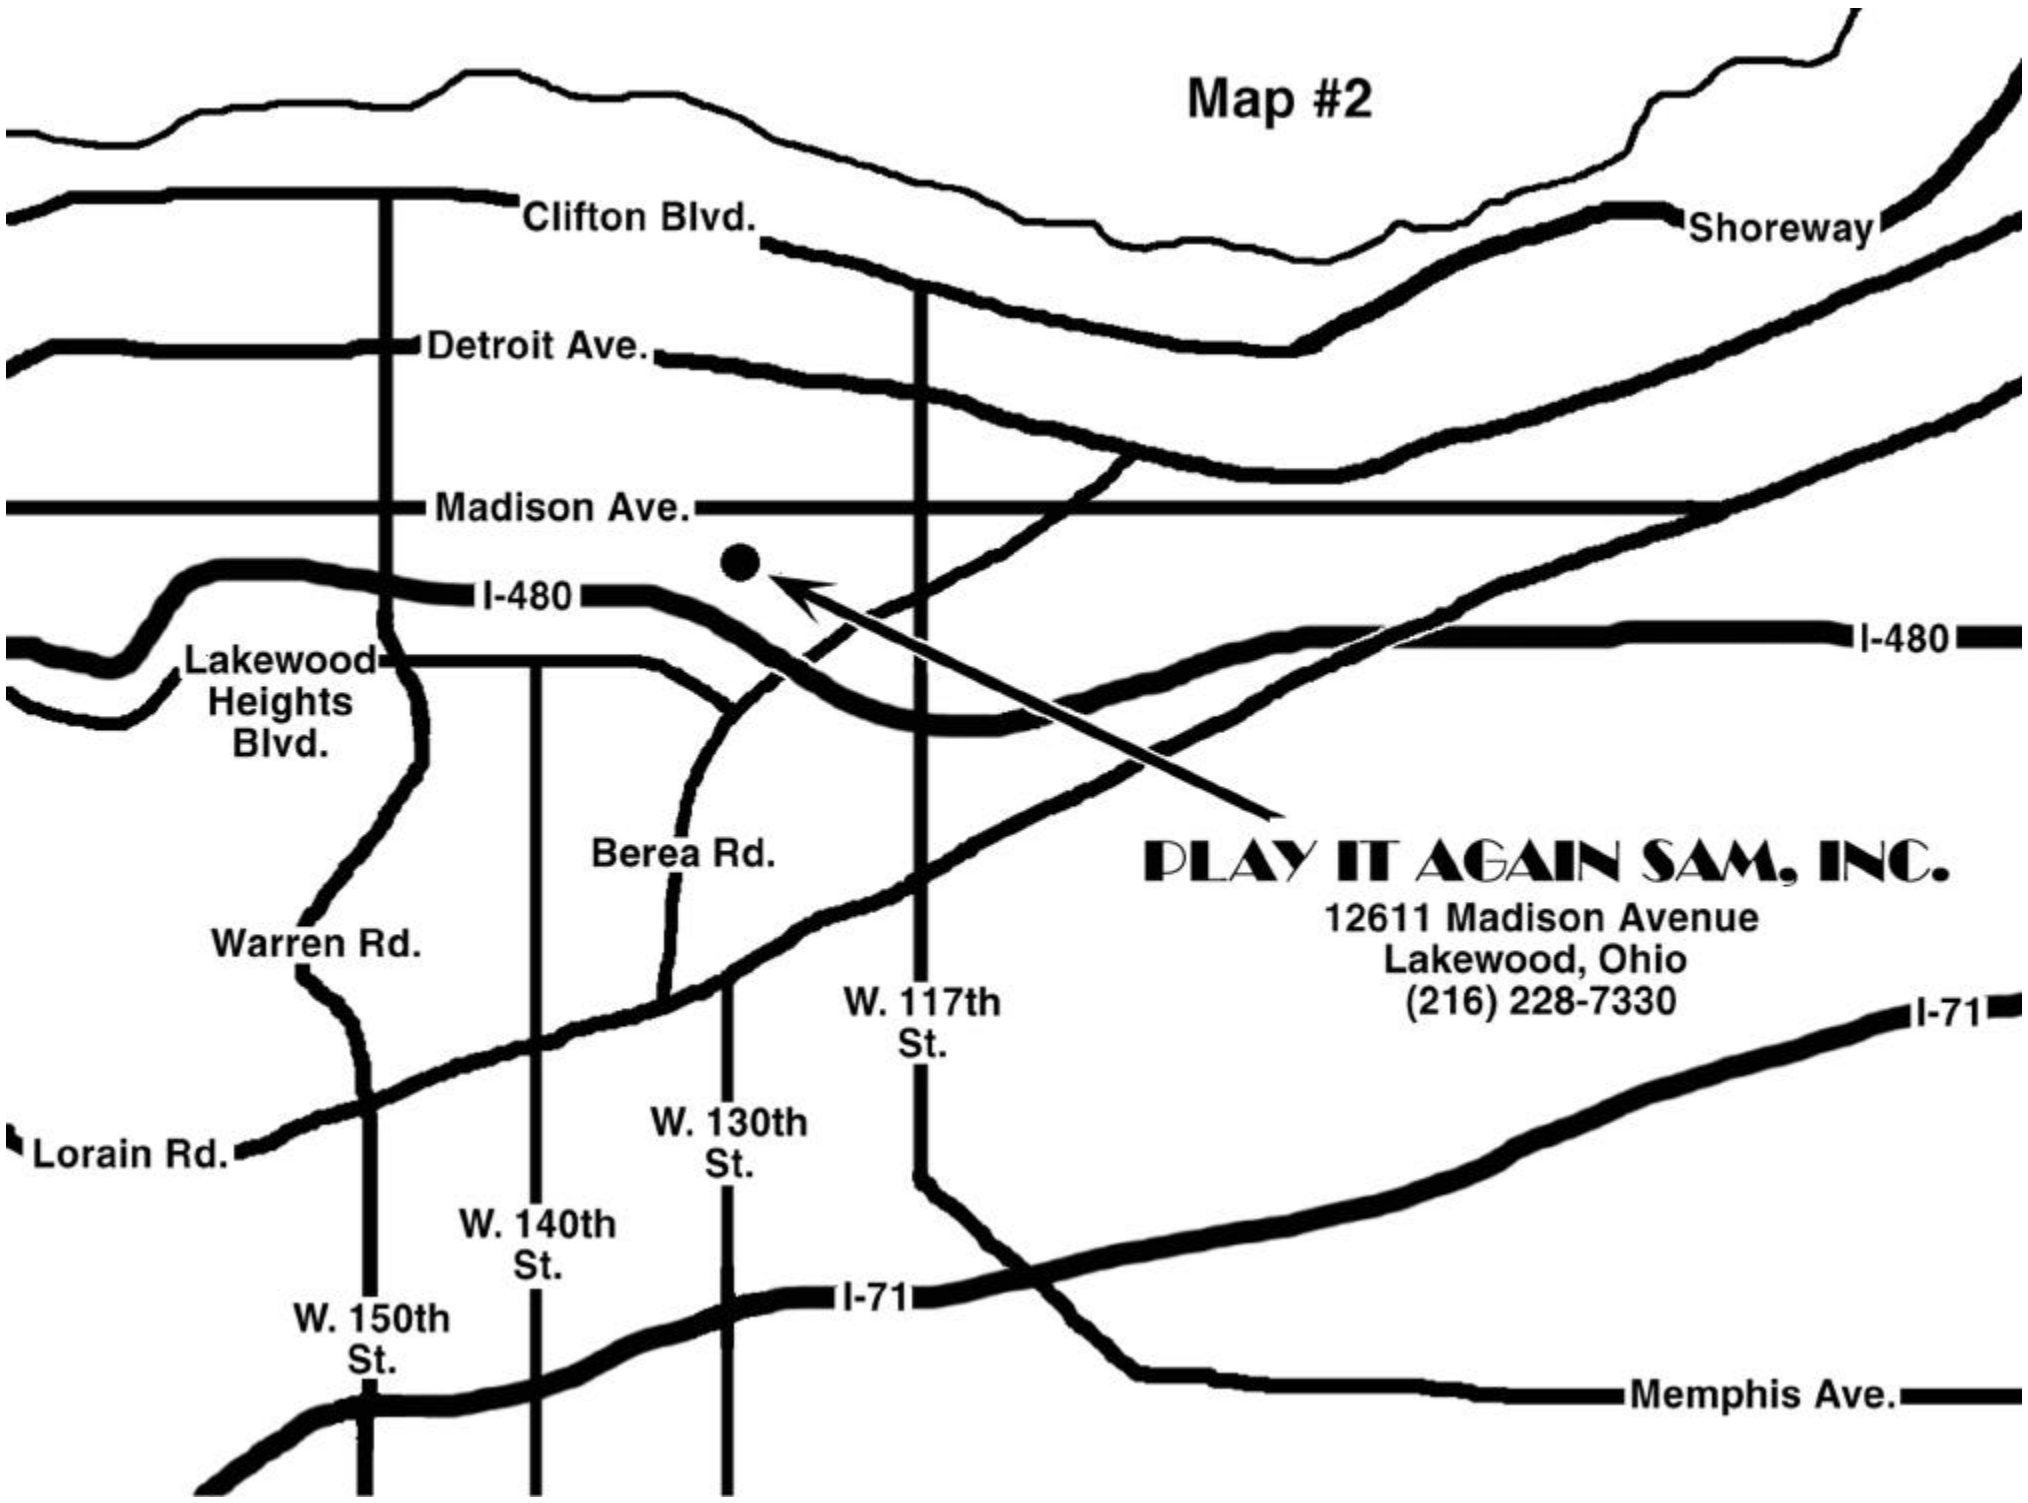 Map #2
Clifton Blvd.
Shoreway
Detroit Ave.
Madison Ave.
I-480
I-480
Lakewood
Heights
Blvd.
Berea Rd.
PLAY IT AGAIN SAM, INC.
12611 Madison Avenue
Lakewood, Ohio
(216) 228-7330
Warren Rd.
W. 117th
St.
I-71
W. 130th
St.
Lorain Rd.
W. 140th
St.
I-71
W. 150th
St.
Memphis Ave.